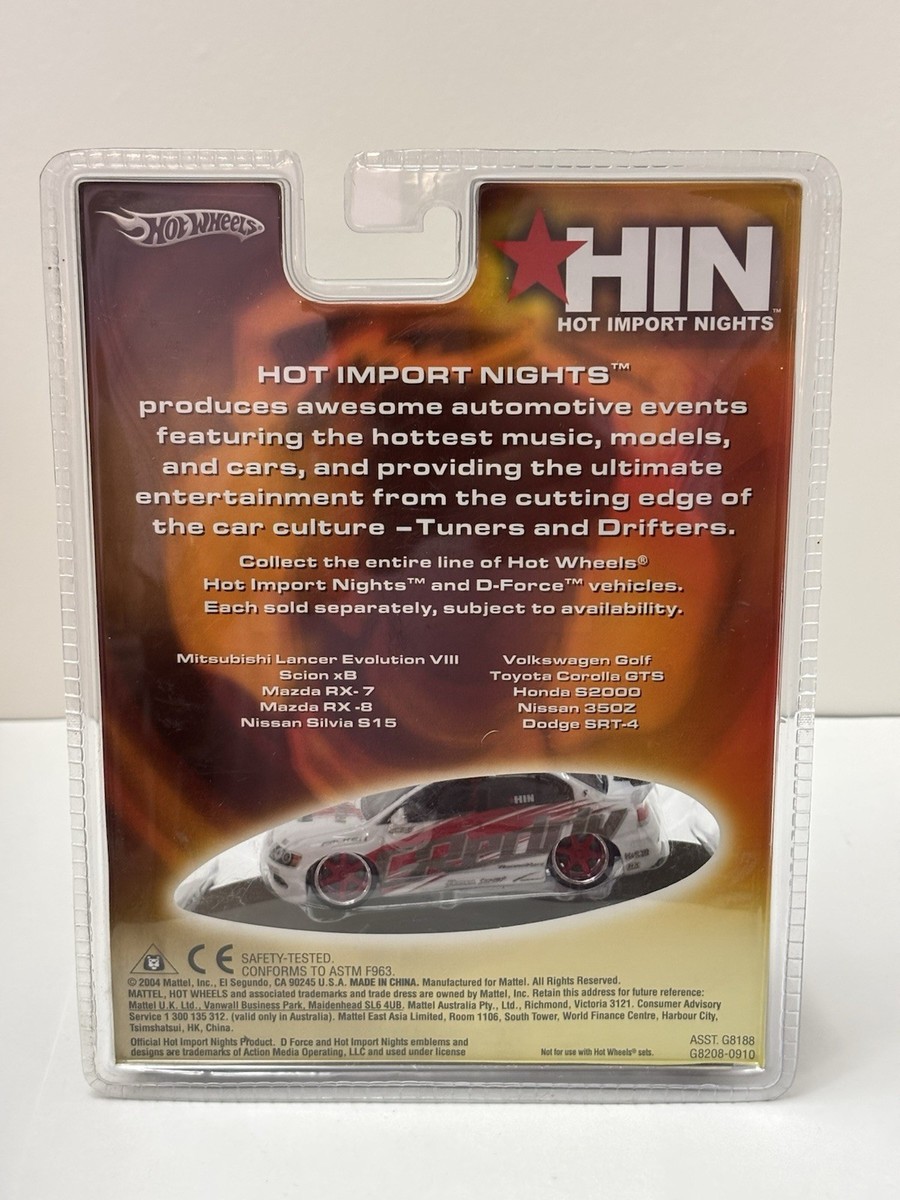 HOT WHEELS®
HIN™
HOT IMPORT NIGHTS
HOT IMPORT NIGHTS™
produces awesome automotive events
featuring the hottest music, models,
and cars, and providing the ultimate
entertainment from the cutting edge of
the car culture –Tuners and Drifters.
Collect the entire line of Hot Wheels®
Hot Import Nights™ and D-Force™ vehicles.
Each sold separately, subject to availability.
Mitsubishi Lancer Evolution VIII
Scion xB
Mazda RX-7
Mazda RX-8
Nissan Silvia S15
Volkswagen Golf
Toyota Corolla GTS
Honda S2000
Nissan 350Z
Dodge SRT-4
HIN
CE SAFETY-TESTED.
CONFORMS TO ASTM F963.
© 2004 Mattel, Inc., El Segundo, CA 90245 U.S.A. MADE IN CHINA. Manufactured for Mattel. All Rights Reserved.
MATTEL, HOT WHEELS and associated trademarks and trade dress are owned by Mattel, Inc. Retain this address for future reference:
Mattel U.K. Ltd., Vanwall Business Park, Maidenhead SL6 4UB. Mattel Australia Pty., Ltd., Richmond, Victoria 3121. Consumer Advisory
Service 1 300 135 312. (valid only in Australia). Mattel East Asia Limited, Room 1106, South Tower, World Finance Centre, Harbour City,
Tsimshatsui, HK, China.
Official Hot Import Nights Product. D Force and Hot Import Nights emblems and
designs are trademarks of Action Media Operating, LLC and used under license
Not for use with Hot Wheels® sets.
ASST. G8188
G8208-0910